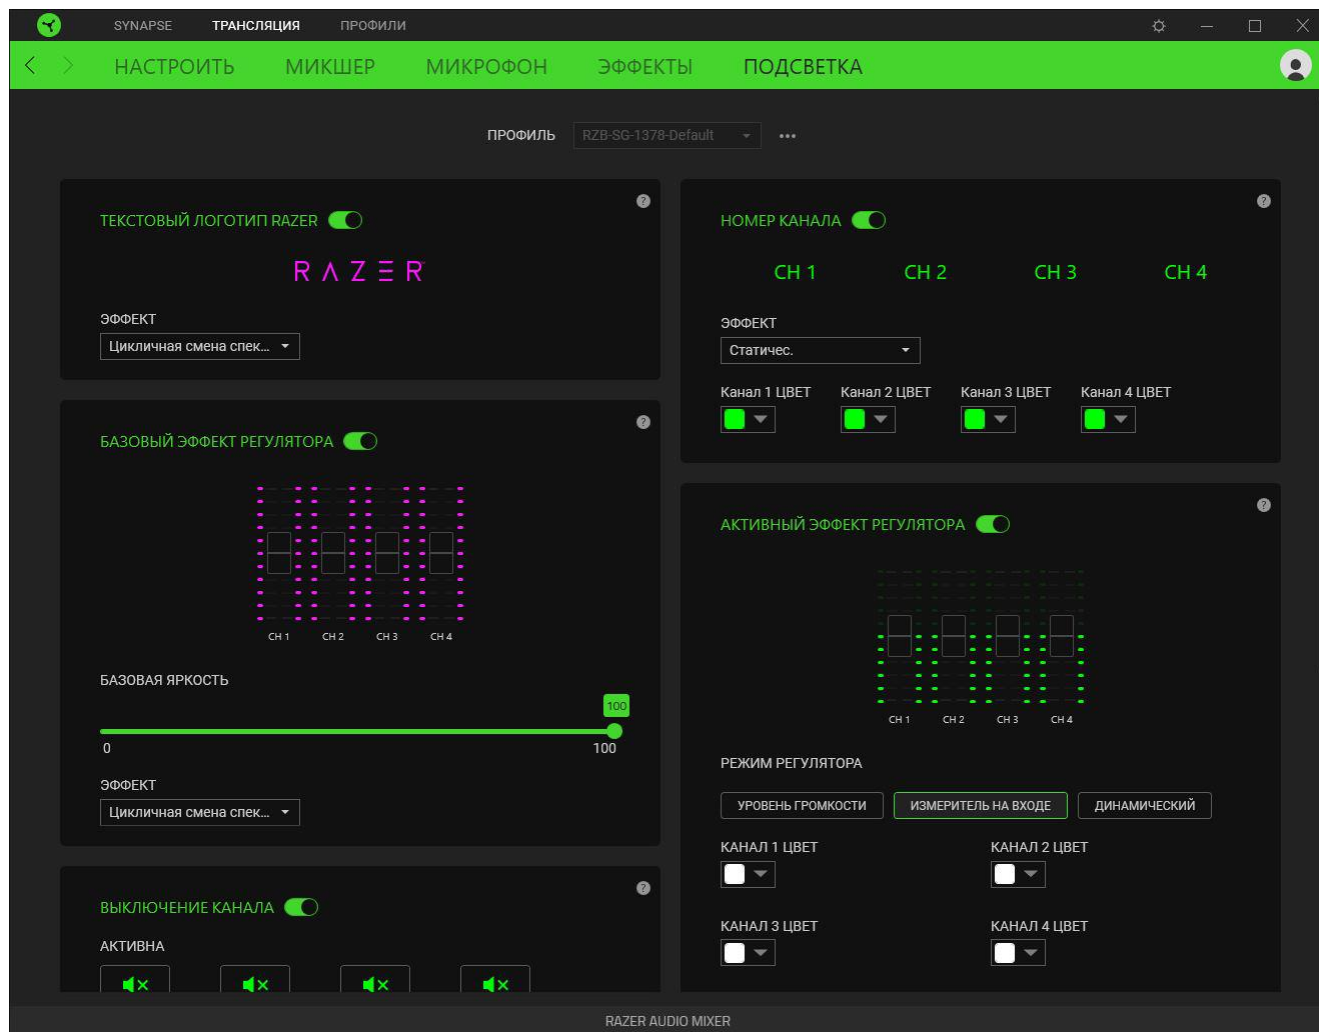 SYNAPSE ТРАНСЛЯЦИЯ ПРОФИЛИ
НАСТРОИТЬ МИКШЕР МИКРОФОН ЭФФЕКТЫ ПОДСВЕТКА
ПРОФИЛЬ RZB-SG-1378-Default
ТЕКСТОВЫЙ ЛОГОТИП RAZER
RAZER
ЭФФЕКТ
Цикличная смена спек...
БАЗОВЫЙ ЭФФЕКТ РЕГУЛЯТОРА
CH 1 CH 2 CH 3 CH 4
БАЗОВАЯ ЯРКОСТЬ
100
0 100
ЭФФЕКТ
Цикличная смена спек...
ВЫКЛЮЧЕНИЕ КАНАЛА
АКТИВНА
НОМЕР КАНАЛА
CH 1 CH 2 CH 3 CH 4
ЭФФЕКТ
Статичес.
Канал 1 ЦВЕТ Канал 2 ЦВЕТ Канал 3 ЦВЕТ Канал 4 ЦВЕТ
АКТИВНЫЙ ЭФФЕКТ РЕГУЛЯТОРА
CH 1 CH 2 CH 3 CH 4
РЕЖИМ РЕГУЛЯТОРА
УРОВЕНЬ ГРОМКОСТИ ИЗМЕРИТЕЛЬ НА ВХОДЕ ДИНАМИЧЕСКИЙ
КАНАЛ 1 ЦВЕТ КАНАЛ 2 ЦВЕТ
КАНАЛ 3 ЦВЕТ КАНАЛ 4 ЦВЕТ
RAZER AUDIO MIXER